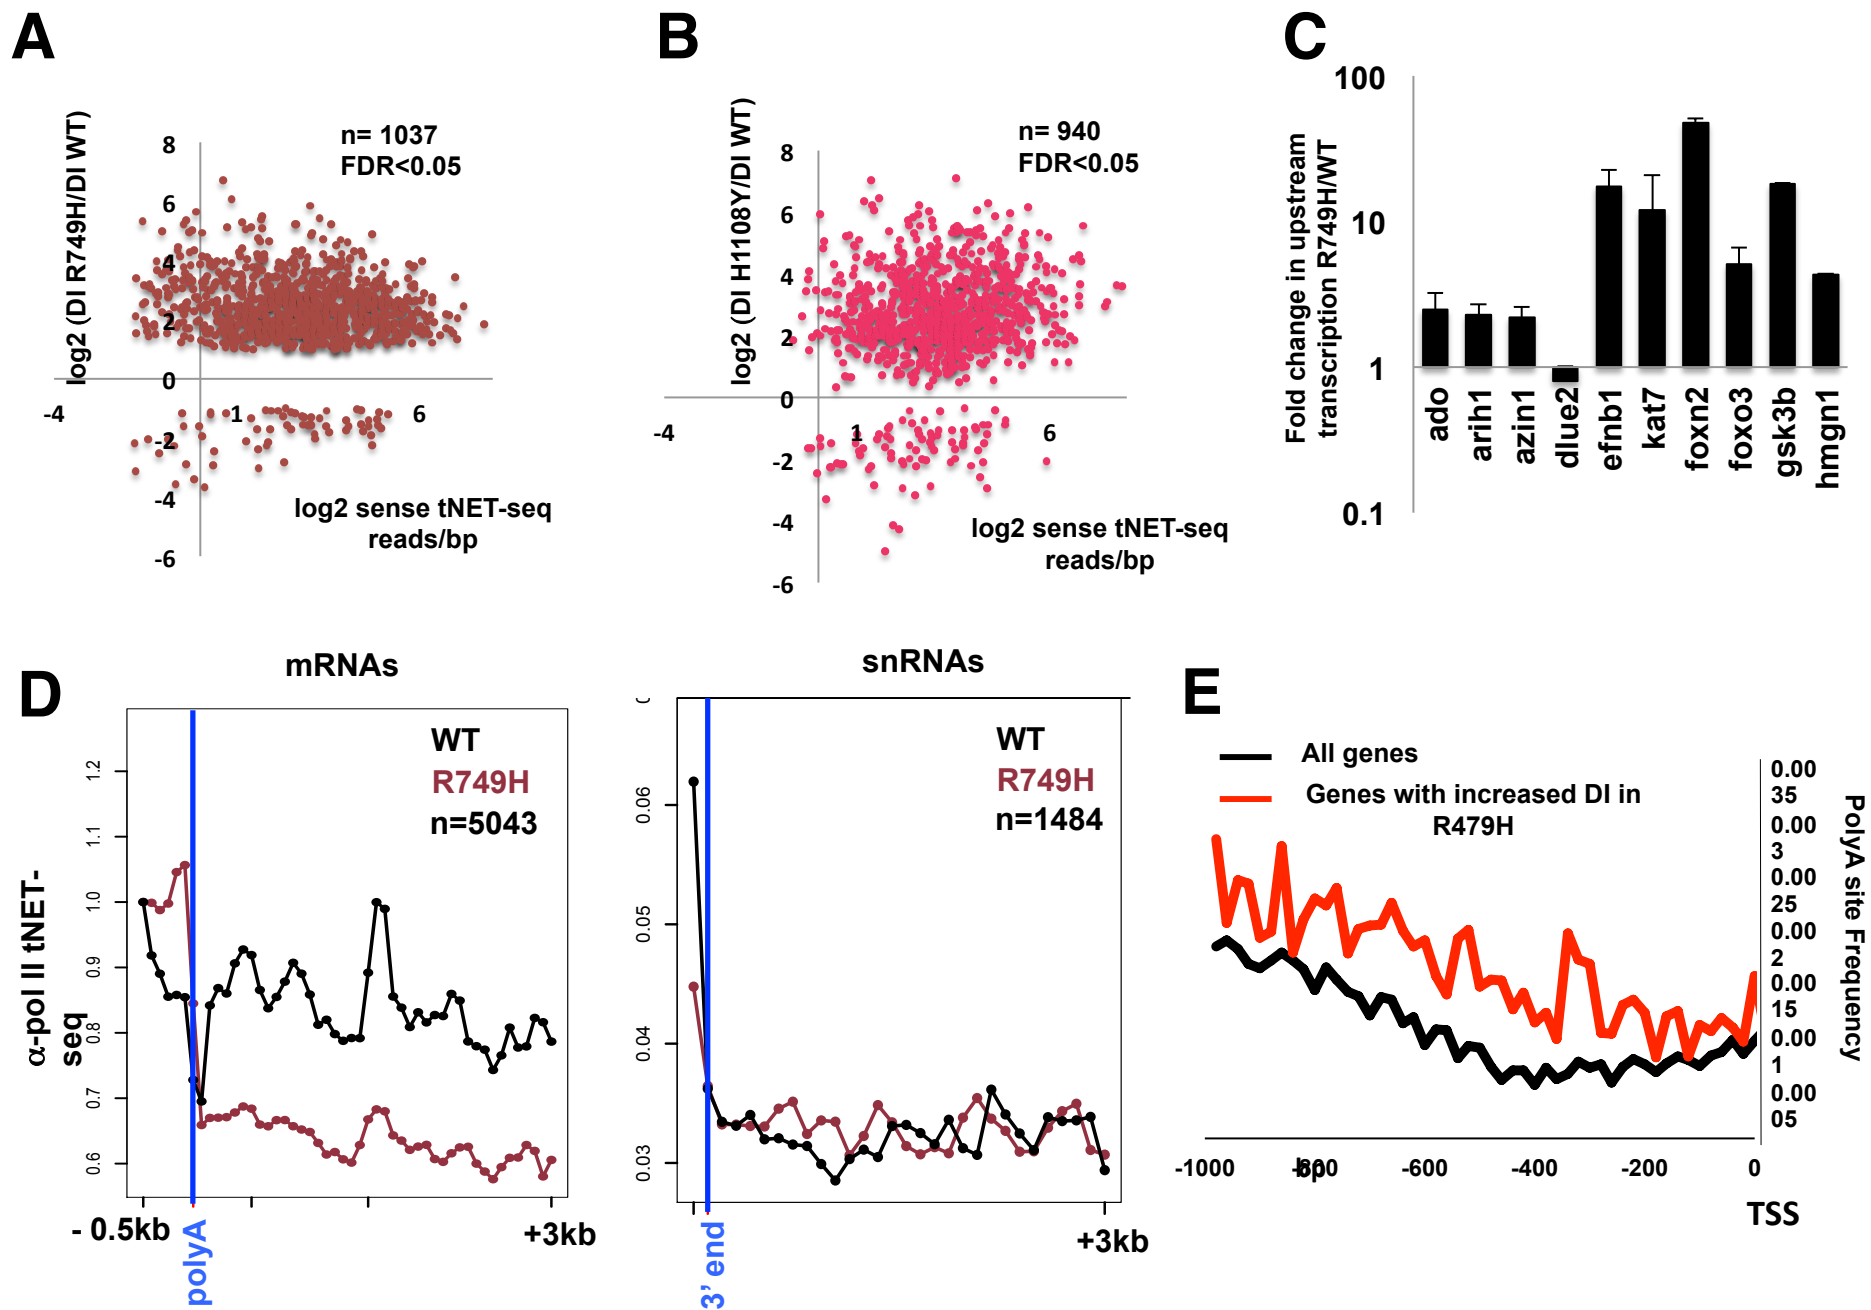 A
log2 (DI R749H/DI WT)
n= 1037
FDR<0.05
8
6
4
2
0
-2
-4
-6
-4
1
6
log2 sense tNET-seq
reads/bp
B
log2 (DI H1108Y/DI WT)
n= 940
FDR<0.05
8
6
4
2
0
-2
-4
-6
-4
1
6
log2 sense tNET-seq
reads/bp
C
Fold change in upstream
transcription R749H/WT
100
10
1
0.1
ado
arih1
azin1
dlue2
efnb1
kat7
foxn2
foxo3
gsk3b
hmgn1
D
mRNAs
α-pol II tNET-
seq
1.2
1.1
1.0
0.9
0.8
0.7
0.6
WT
R749H
n=5043
- 0.5kb
polyA
+3kb
snRNAs
0.06
0.05
0.04
0.03
WT
R749H
n=1484
3' end
+3kb
E
All genes
Genes with increased DI in
R479H
0.00
35
0.00
3
0.00
25
0.00
2
0.00
15
0.00
1
0.00
05
PolyA site Frequency
-1000
bp
-600
-400
-200
0
TSS